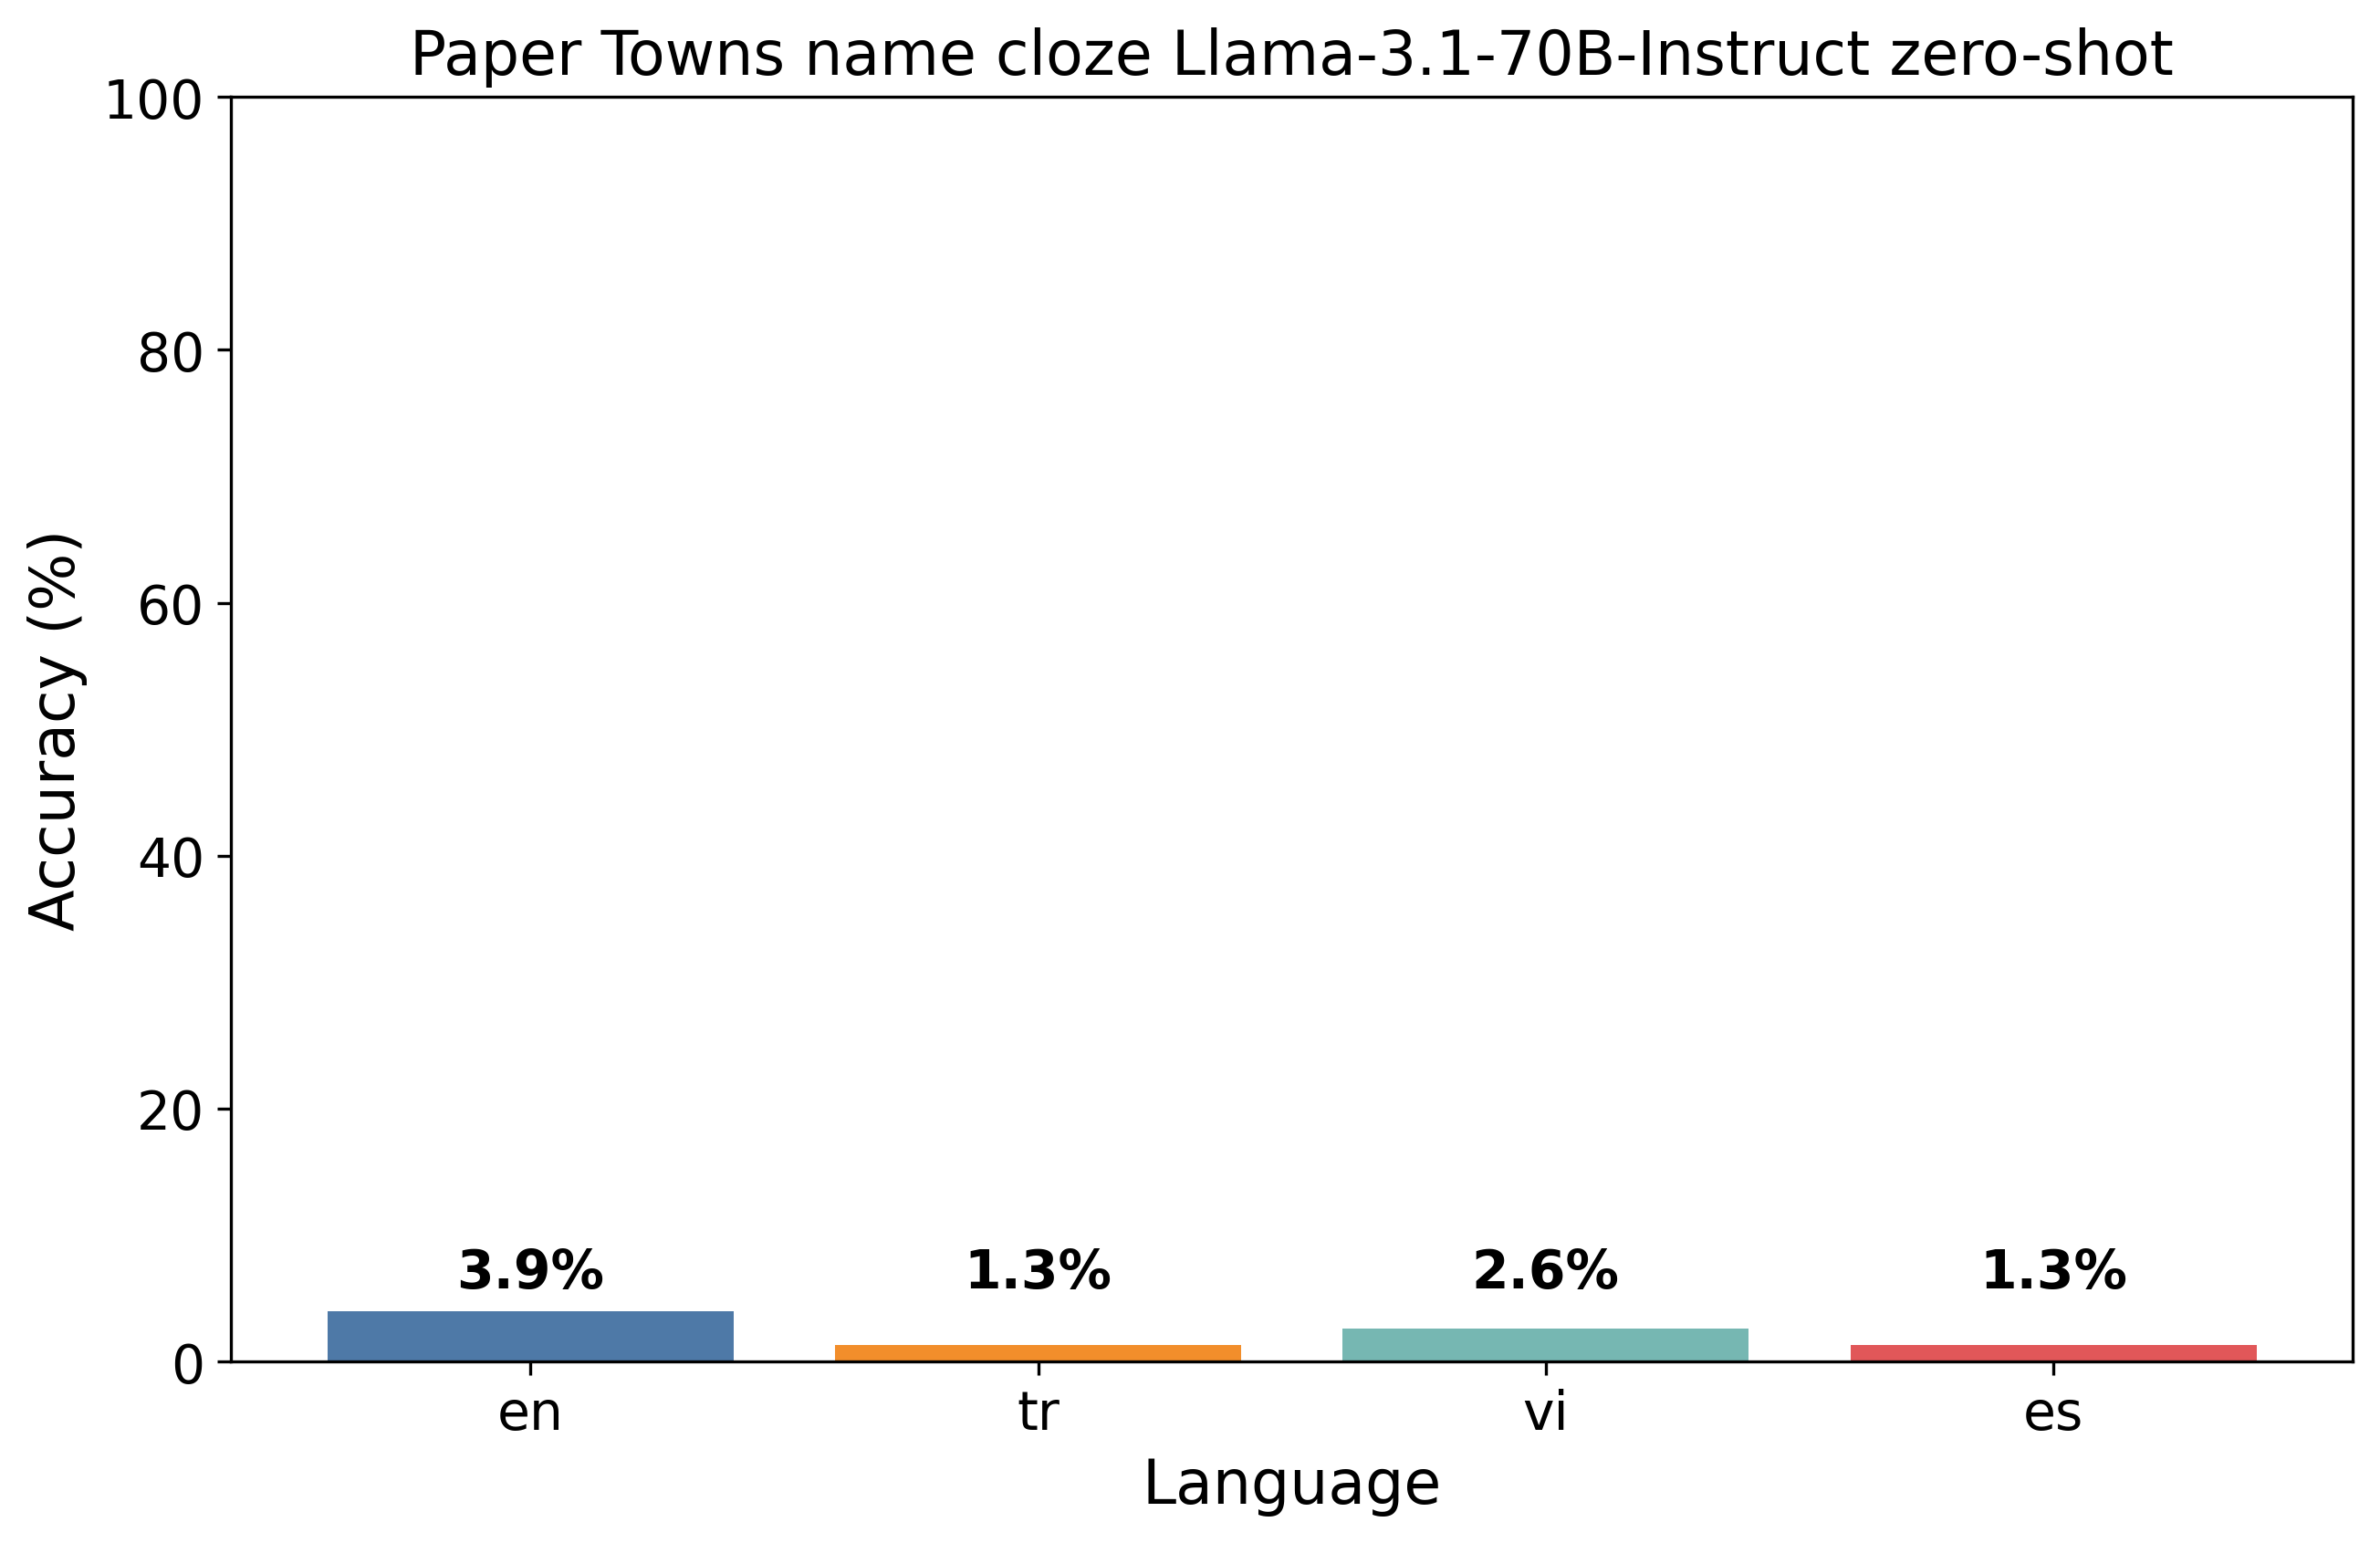 Paper Towns name cloze Llama-3.1-70B-Instruct zero-shot
Accuracy (%)
100
80
60
40
20
0
3.9%
1.3%
2.6%
1.3%
en
tr
vi
es
Language